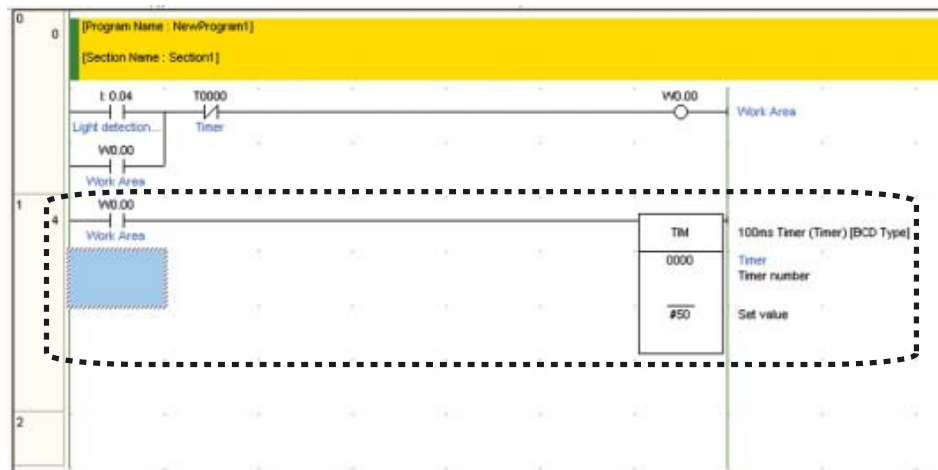 0
0
[Program Name : NewProgram1]
[Section Name : Section1]
I: 0.04 T0000 W0.00
Work Area
Light detection... Timer
W0.00
Work Area
1
4
W0.00
Work Area
TIM 100ms Timer (Timer) [BCD Type]
0000 Timer
Timer number
#50 Set value
2